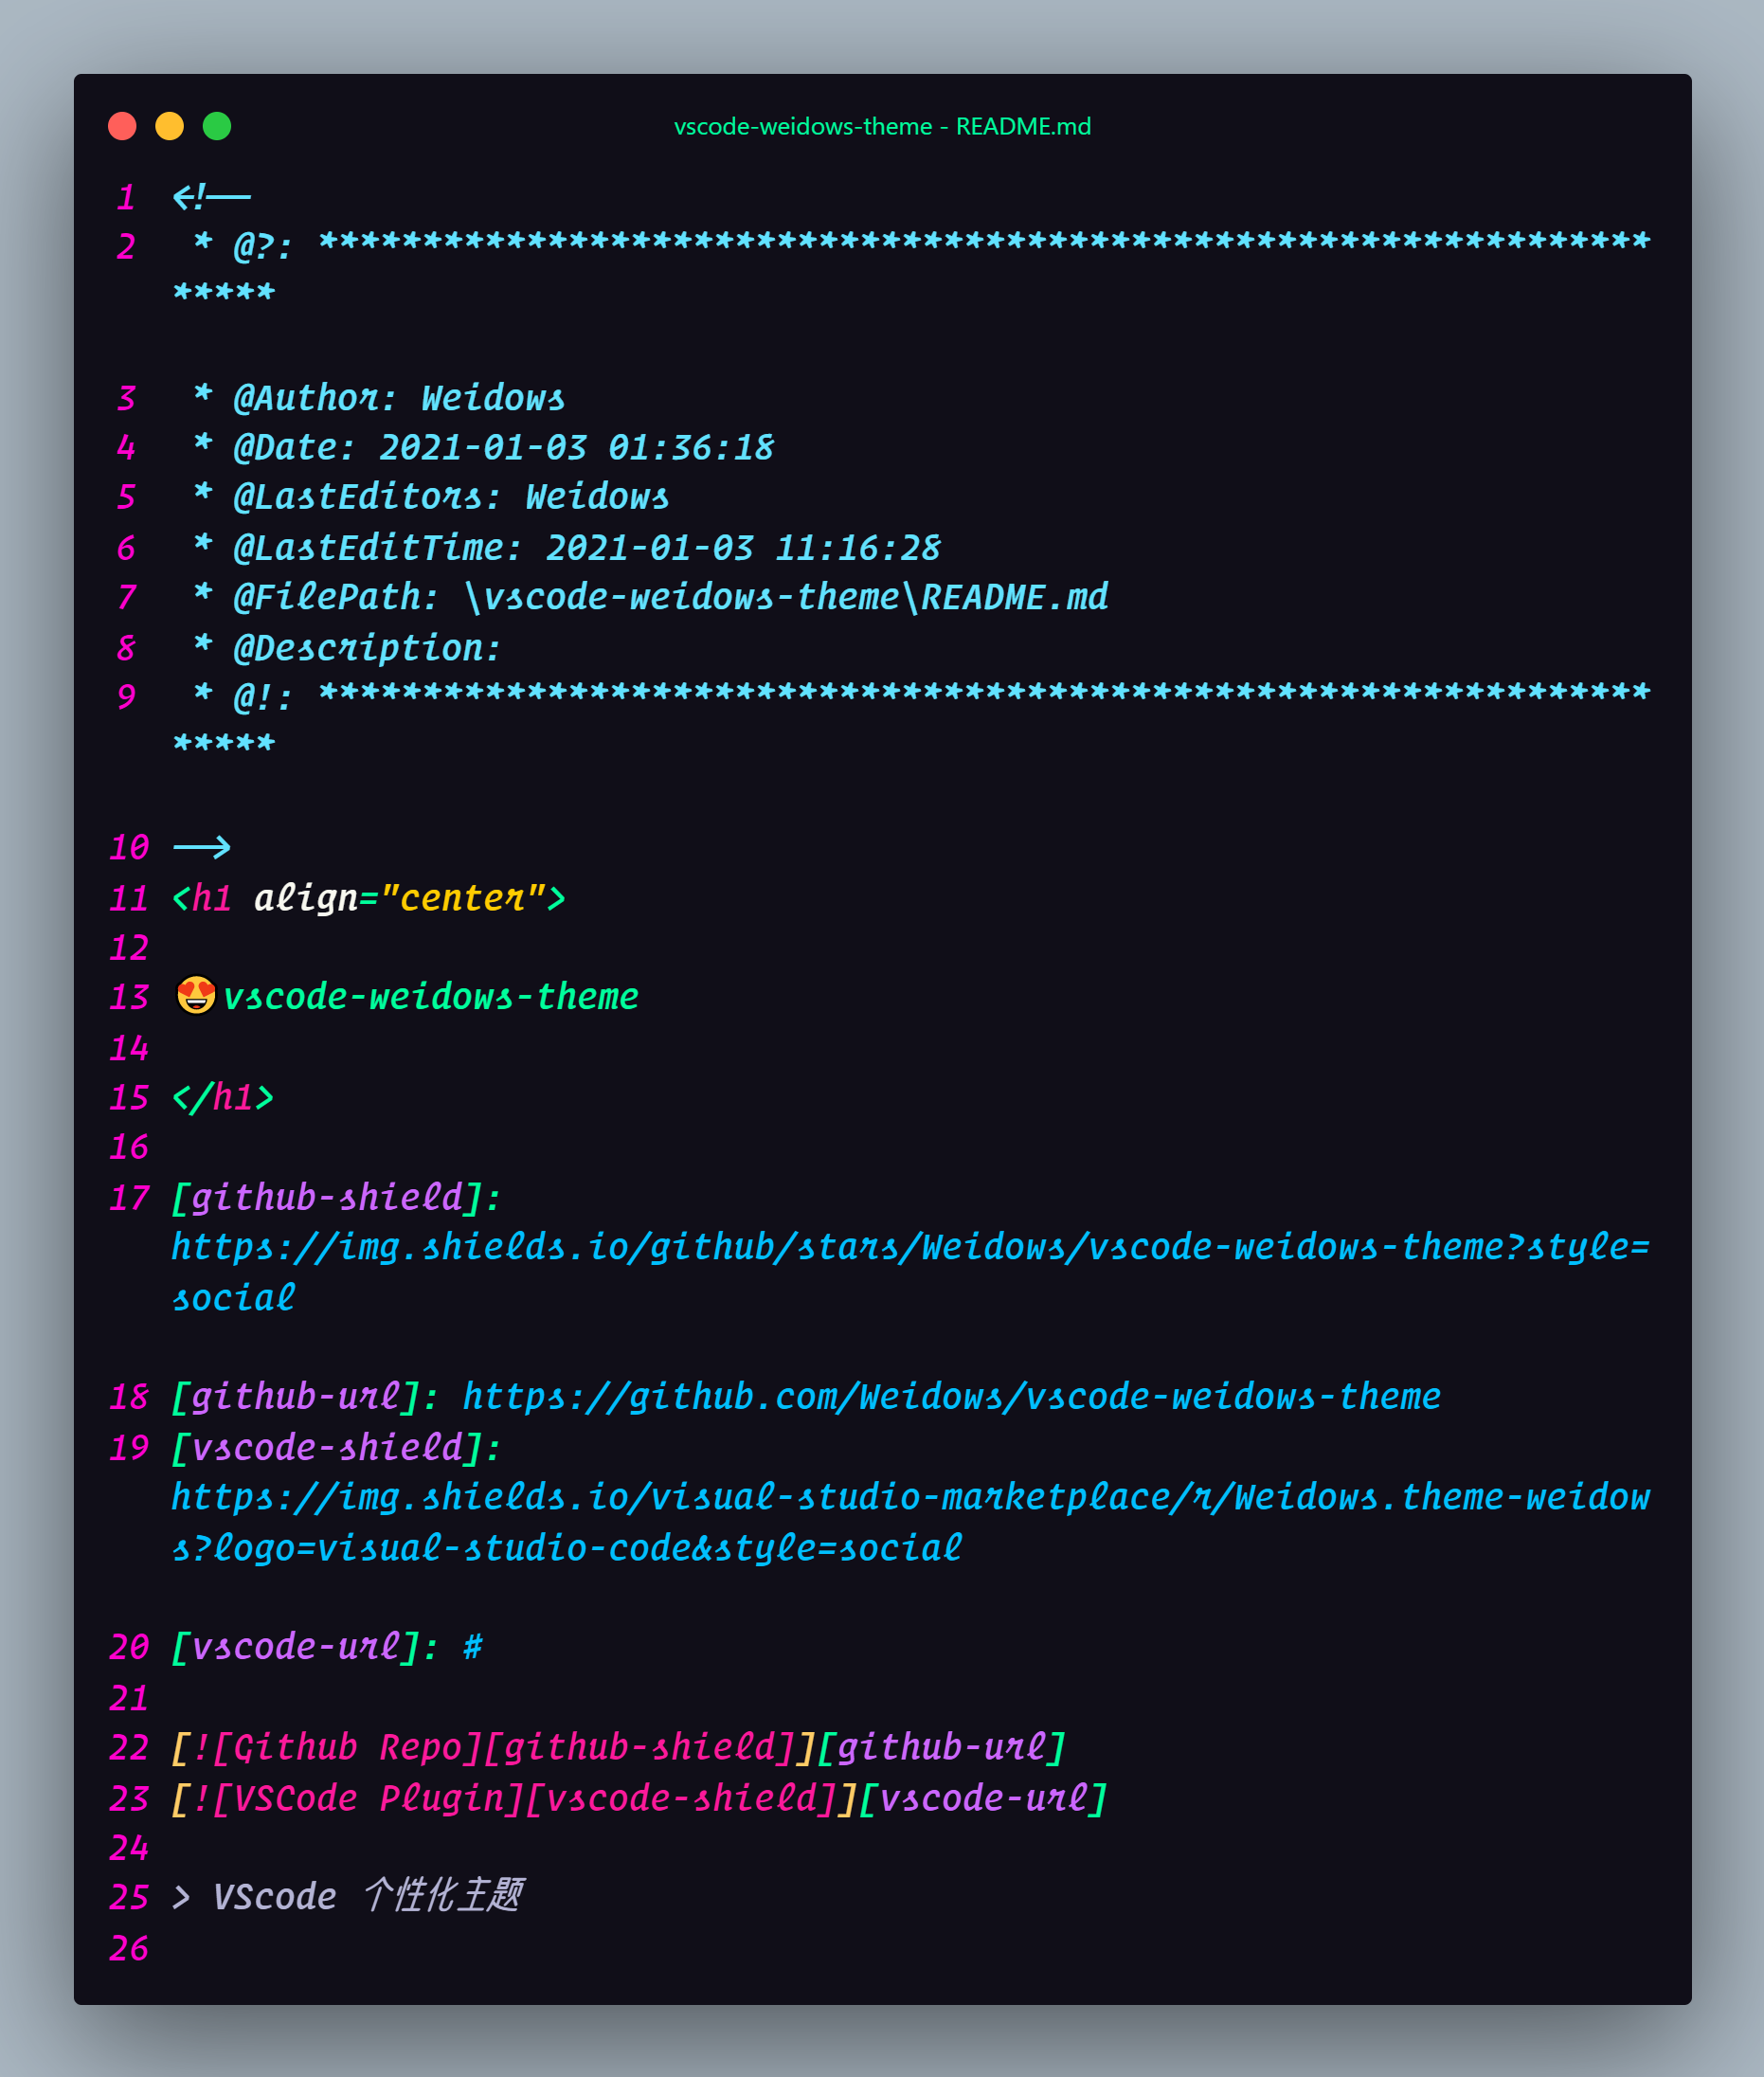 vscode-weidows-theme - README.md
1 <!--
2  * @?: ****************************************************************
*****
3  * @Author: Weidows
4  * @Date: 2021-01-03 01:36:18
5  * @LastEditors: Weidows
6  * @LastEditTime: 2021-01-03 11:16:28
7  * @FilePath: \vscode-weidows-theme\README.md
8  * @Description:
9  * @!: ****************************************************************
*****
10 -->
11 <h1 align="center">
12
13 😍vscode-weidows-theme
14
15 </h1>
16
17 [github-shield]:
https://img.shields.io/github/stars/Weidows/vscode-weidows-theme?style=
social
18 [github-url]: https://github.com/Weidows/vscode-weidows-theme
19 [vscode-shield]:
https://img.shields.io/visual-studio-marketplace/r/Weidows.theme-weidow
s?logo=visual-studio-code&style=social
20 [vscode-url]: #
21
22 [![Github Repo][github-shield]][github-url]
23 [![VSCode Plugin][vscode-shield]][vscode-url]
24
25 > VScode 个性化主题
26